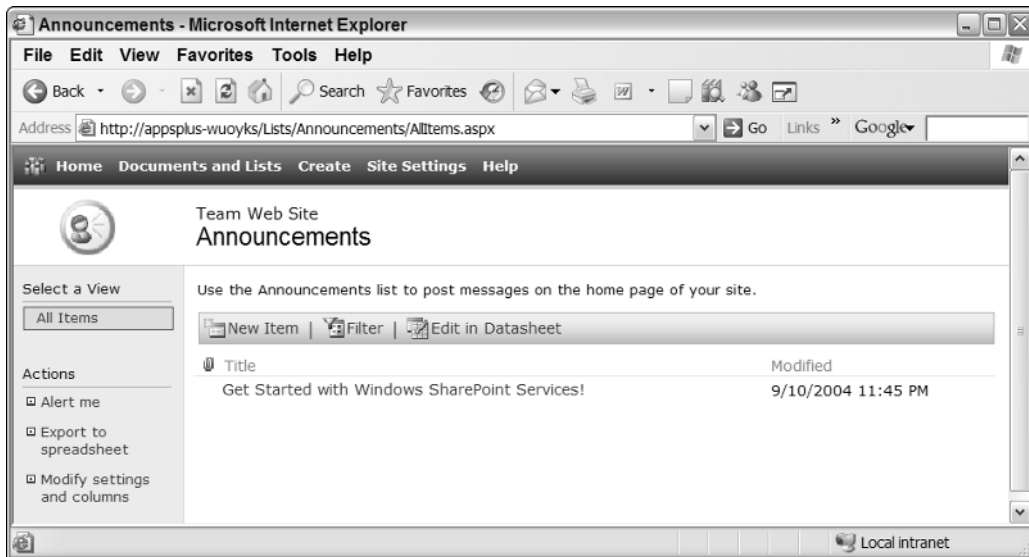 Announcements - Microsoft Internet Explorer
File Edit View Favorites Tools Help
Back Search Favorites
Address http://appsplus-wuoyks/Lists/Announcements/AllItems.aspx Go Links » Google
Home Documents and Lists Create Site Settings Help
Team Web Site
Announcements
Select a View
All Items
Use the Announcements list to post messages on the home page of your site.
New Item | Filter | Edit in Datasheet
Title Modified
Get Started with Windows SharePoint Services! 9/10/2004 11:45 PM
Actions
Alert me
Export to
spreadsheet
Modify settings
and columns
Local intranet